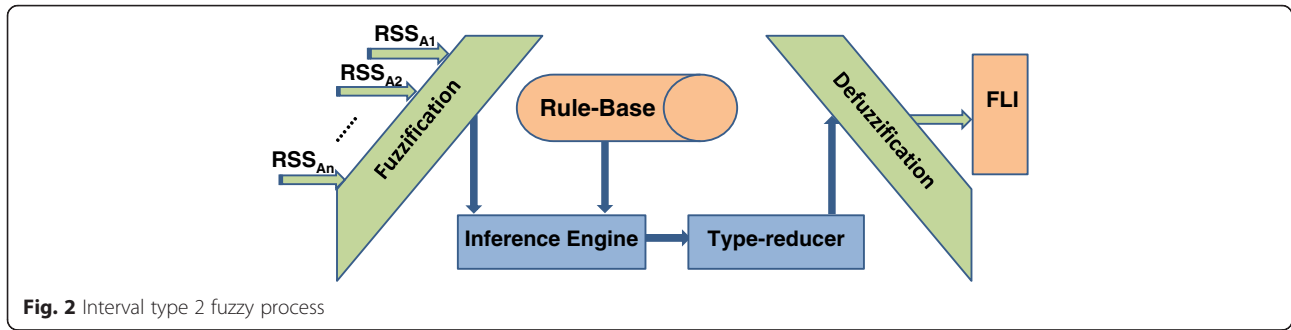 RSSA1
RSSA2
......
RSSAn
Fuzzification
Rule-Base
Inference Engine
Type-reducer
Defuzzification
FLI
Fig. 2 Interval type 2 fuzzy process